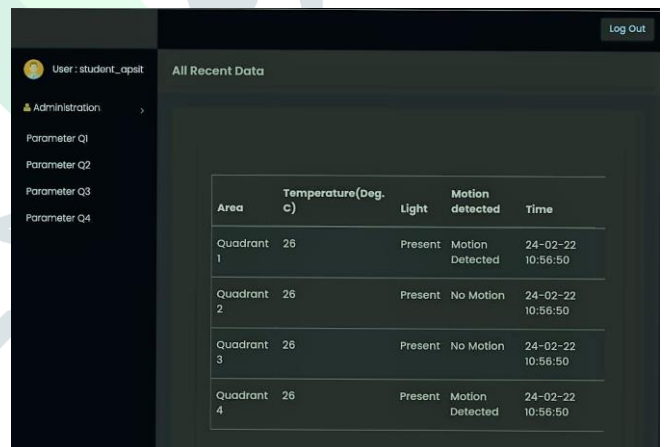 Log Out
User : student_apsit
All Recent Data
Administration
Parameter Q1
Parameter Q2
Parameter Q3
Parameter Q4
Area Temperature(Deg. C) Light Motion detected Time
Quadrant 1 26 Present Motion Detected 24-02-22 10:56:50
Quadrant 2 26 Present No Motion 24-02-22 10:56:50
Quadrant 3 26 Present No Motion 24-02-22 10:56:50
Quadrant 4 26 Present Motion Detected 24-02-22 10:56:50